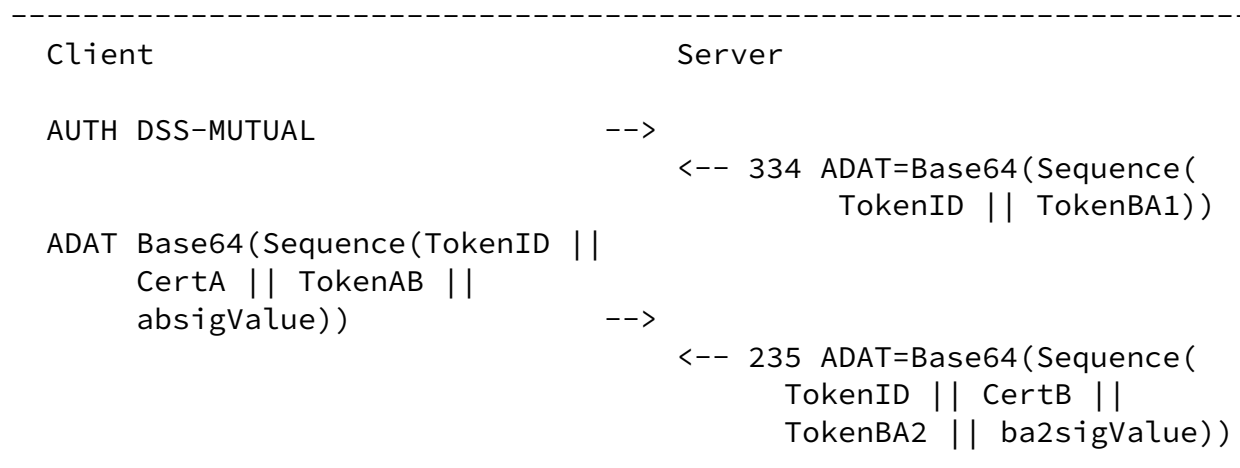 ---------------------------------------------------------------------
Client                             Server
AUTH DSS-MUTUAL                -->
<-- 334 ADAT=Base64(Sequence(
TokenID || TokenBA1))
ADAT Base64(Sequence(TokenID ||
CertA || TokenAB ||
absigValue))               -->
<-- 235 ADAT=Base64(Sequence(
TokenID || CertB ||
TokenBA2 || ba2sigValue))